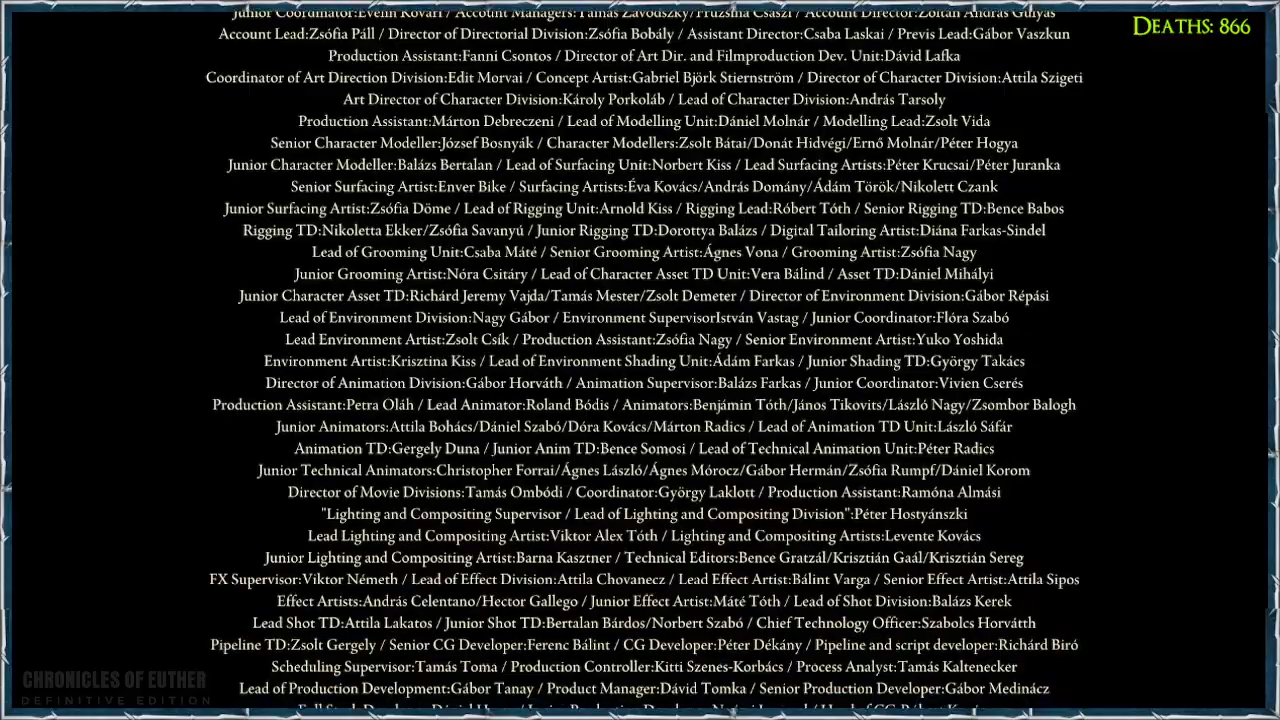 Junior Coordinator:Evelin Kovári / Account Managers:Tamás Závodszky/Fruzsina Császi / Account Director:Zoltán András Gulyás
Deaths: 866
Account Lead:Zsófia Páll / Director of Directorial Division:Zsófia Bobály / Assistant Director:Csaba Laskai / Previs Lead:Gábor Vaszkun
Production Assistant:Fanni Csontos / Director of Art Dir. and Filmproduction Dev. Unit:Dávid Lafka
Coordinator of Art Direction Division:Edit Morvai / Concept Artist:Gabriel Björk Stiernström / Director of Character Division:Attila Szigeti
Art Director of Character Division:Károly Porkoláb / Lead of Character Division:András Tarsoly
Production Assistant:Márton Debreczeni / Lead of Modelling Unit:Dániel Molnár / Modelling Lead:Zsolt Vida
Senior Character Modeller:József Bosnyák / Character Modellers:Zsolt Bátai/Donát Hidvégi/Ernő Molnár/Péter Hogya
Junior Character Modeller:Balázs Bertalan / Lead of Surfacing Unit:Norbert Kiss / Lead Surfacing Artists:Péter Krucsai/Péter Juranka
Senior Surfacing Artist:Enver Bike / Surfacing Artists:Éva Kovács/András Domány/Ádám Török/Nikolett Czank
Junior Surfacing Artist:Zsófia Döme / Lead of Rigging Unit:Arnold Kiss / Rigging Lead:Róbert Tóth / Senior Rigging TD:Bence Babos
Rigging TD:Nikoletta Ekker/Zsófia Savanyú / Junior Rigging TD:Dorottya Balázs / Digital Tailoring Artist:Diána Farkas-Sindel
Lead of Grooming Unit:Csaba Máté / Senior Grooming Artist:Ágnes Vona / Grooming Artist:Zsófia Nagy
Junior Grooming Artist:Nóra Csitáry / Lead of Character Asset TD Unit:Vera Bálind / Asset TD:Dániel Mihályi
Junior Character Asset TD:Richárd Jeremy Vajda/Tamás Mester/Zsolt Demeter / Director of Environment Division:Gábor Répási
Lead of Environment Division:Nagy Gábor / Environment SupervisorIstván Vastag / Junior Coordinator:Flóra Szabó
Lead Environment Artist:Zsolt Csík / Production Assistant:Zsófia Nagy / Senior Environment Artist:Yuko Yoshida
Environment Artist:Krisztina Kiss / Lead of Environment Shading Unit:Ádám Farkas / Junior Shading TD:György Takács
Director of Animation Division:Gábor Horváth / Animation Supervisor:Balázs Farkas / Junior Coordinator:Vivien Cserés
Production Assistant:Petra Oláh / Lead Animator:Roland Bódis / Animators:Benjámin Tóth/János Tikovits/László Nagy/Zsombor Balogh
Junior Animators:Attila Bohács/Dániel Szabó/Dóra Kovács/Márton Radics / Lead of Animation TD Unit:László Sáfár
Animation TD:Gergely Duna / Junior Anim TD:Bence Somosi / Lead of Technical Animation Unit:Péter Radics
Junior Technical Animators:Christopher Forrai/Ágnes László/Ágnes Mórocz/Gábor Hermán/Zsófia Rumpf/Dániel Korom
Director of Movie Divisions:Tamás Ombódi / Coordinator:György Laklott / Production Assistant:Ramóna Almási
"Lighting and Compositing Supervisor / Lead of Lighting and Compositing Division":Péter Hostyánszki
Lead Lighting and Compositing Artist:Viktor Alex Tóth / Lighting and Compositing Artists:Levente Kovács
Junior Lighting and Compositing Artist:Barna Kasztner / Technical Editors:Bence Gratzál/Krisztián Gaál/Krisztián Sereg
FX Supervisor:Viktor Németh / Lead of Effect Division:Attila Chovanecz / Lead Effect Artist:Bálint Varga / Senior Effect Artist:Attila Sipos
Effect Artists:András Celentano/Hector Gallego / Junior Effect Artist:Máté Tóth / Lead of Shot Division:Balázs Kerek
Lead Shot TD:Attila Lakatos / Junior Shot TD:Bertalan Bárdos/Norbert Szabó / Chief Technology Officer:Szabolcs Horvátth
Pipeline TD:Zsolt Gergely / Senior CG Developer:Ferenc Bálint / CG Developer:Péter Dékány / Pipeline and script developer:Richárd Biró
Scheduling Supervisor:Tamás Toma / Production Controller:Kitti Szenes-Korbács / Process Analyst:Tamás Kaltenecker
Lead of Production Development:Gábor Tanay / Product Manager:Dávid Tomka / Senior Production Developer:Gábor Medinácz
CHRONICLES OF EUTHER
DEFINITIVE EDITION